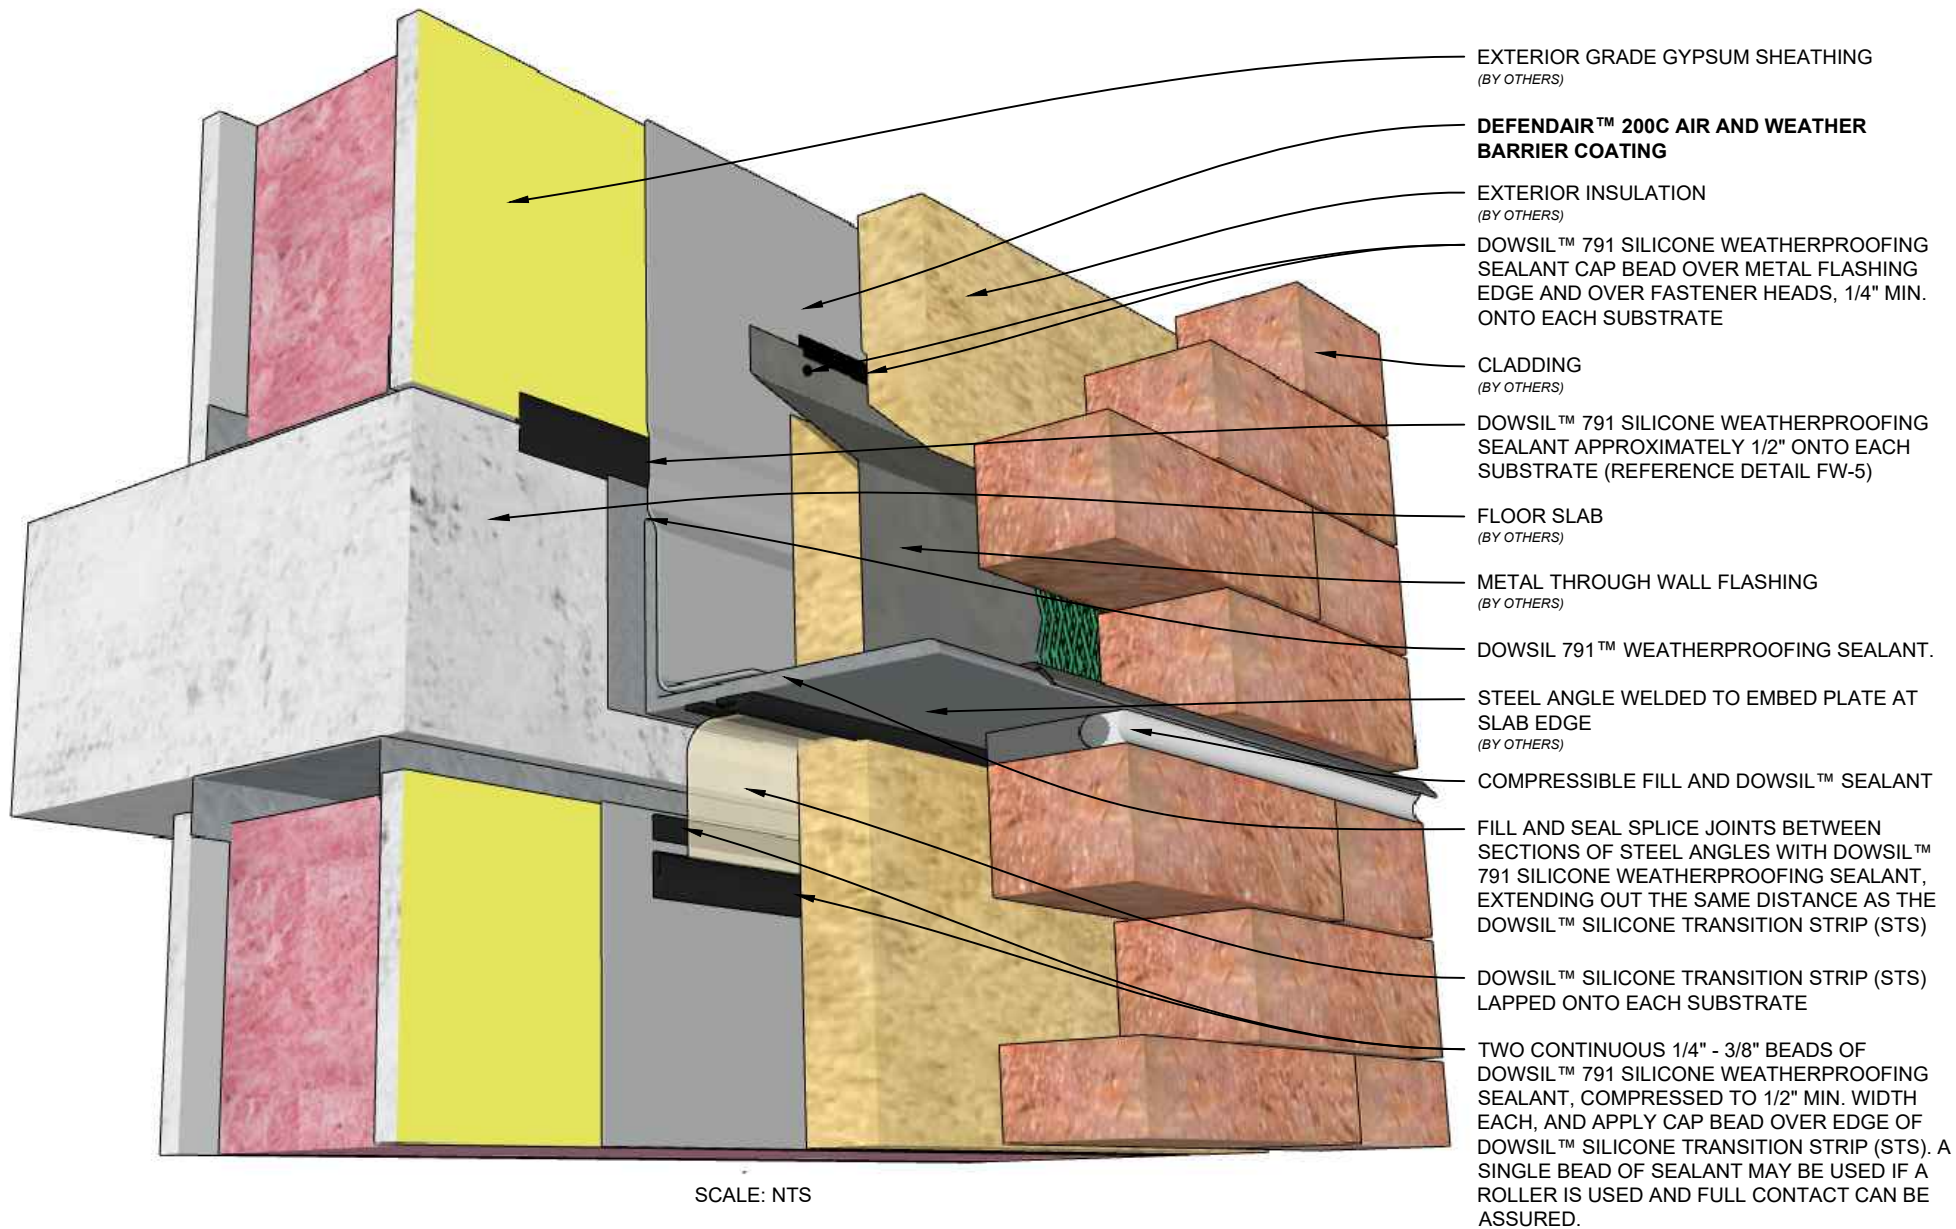 EXTERIOR GRADE GYPSUM SHEATHING
(BY OTHERS)
DEFENDAIR™ 200C AIR AND WEATHER
BARRIER COATING
EXTERIOR INSULATION
(BY OTHERS)
DOWSIL™ 791 SILICONE WEATHERPROOFING
SEALANT CAP BEAD OVER METAL FLASHING
EDGE AND OVER FASTENER HEADS, 1/4" MIN.
ONTO EACH SUBSTRATE
CLADDING
(BY OTHERS)
DOWSIL™ 791 SILICONE WEATHERPROOFING
SEALANT APPROXIMATELY 1/2" ONTO EACH
SUBSTRATE (REFERENCE DETAIL FW-5)
FLOOR SLAB
(BY OTHERS)
METAL THROUGH WALL FLASHING
(BY OTHERS)
DOWSIL 791™ WEATHERPROOFING SEALANT.
STEEL ANGLE WELDED TO EMBED PLATE AT
SLAB EDGE
(BY OTHERS)
COMPRESSIBLE FILL AND DOWSIL™ SEALANT
FILL AND SEAL SPLICE JOINTS BETWEEN
SECTIONS OF STEEL ANGLES WITH DOWSIL™
791 SILICONE WEATHERPROOFING SEALANT,
EXTENDING OUT THE SAME DISTANCE AS THE
DOWSIL™ SILICONE TRANSITION STRIP (STS)
DOWSIL™ SILICONE TRANSITION STRIP (STS)
LAPPED ONTO EACH SUBSTRATE
TWO CONTINUOUS 1/4" - 3/8" BEADS OF
DOWSIL™ 791 SILICONE WEATHERPROOFING
SEALANT, COMPRESSED TO 1/2" MIN. WIDTH
EACH, AND APPLY CAP BEAD OVER EDGE OF
DOWSIL™ SILICONE TRANSITION STRIP (STS). A
SINGLE BEAD OF SEALANT MAY BE USED IF A
ROLLER IS USED AND FULL CONTACT CAN BE
ASSURED.
SCALE: NTS